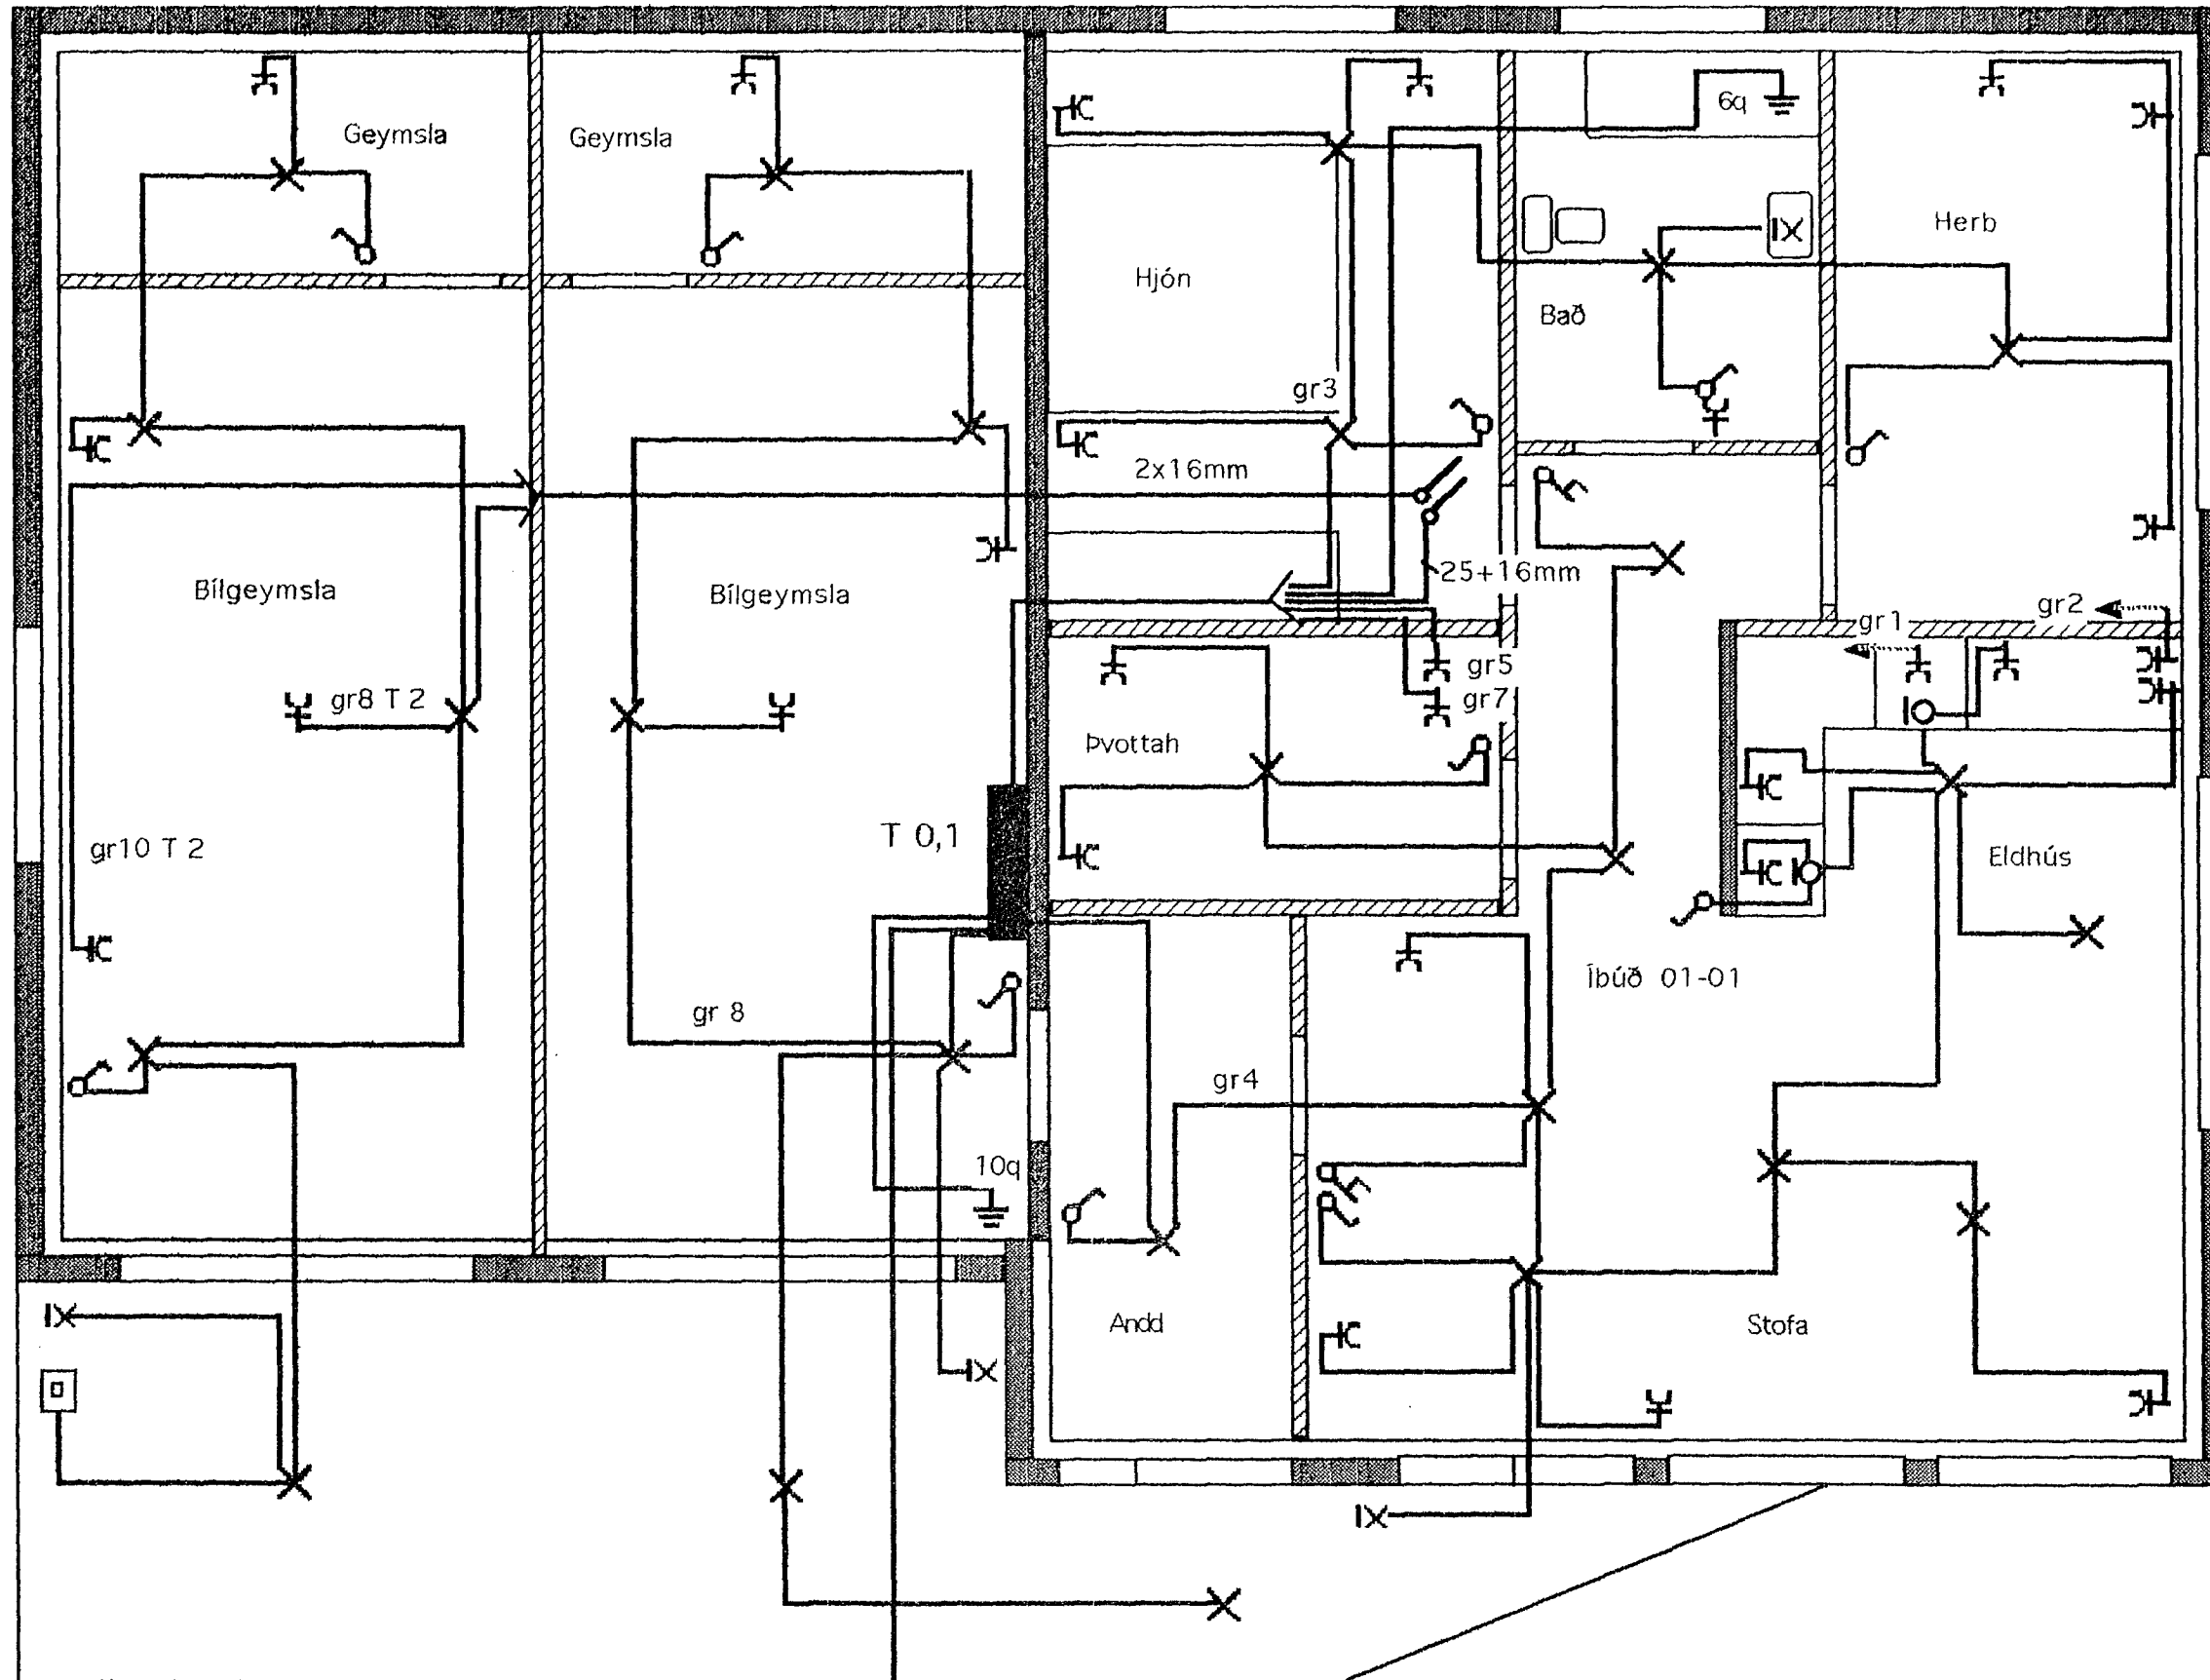 Geymsla
Geymsla
6q
Herb
Hjón
Bað
gr3
2x16mm
25+16mm
Bílgeymsla
Bílgeymsla
gr2
gr1
gr5
gr8 T 2
gr7
Þvottah
T 0,1
gr10 T 2
Eldhús
Íbúð 01-01
gr 8
gr4
10q
Andd
Stofa